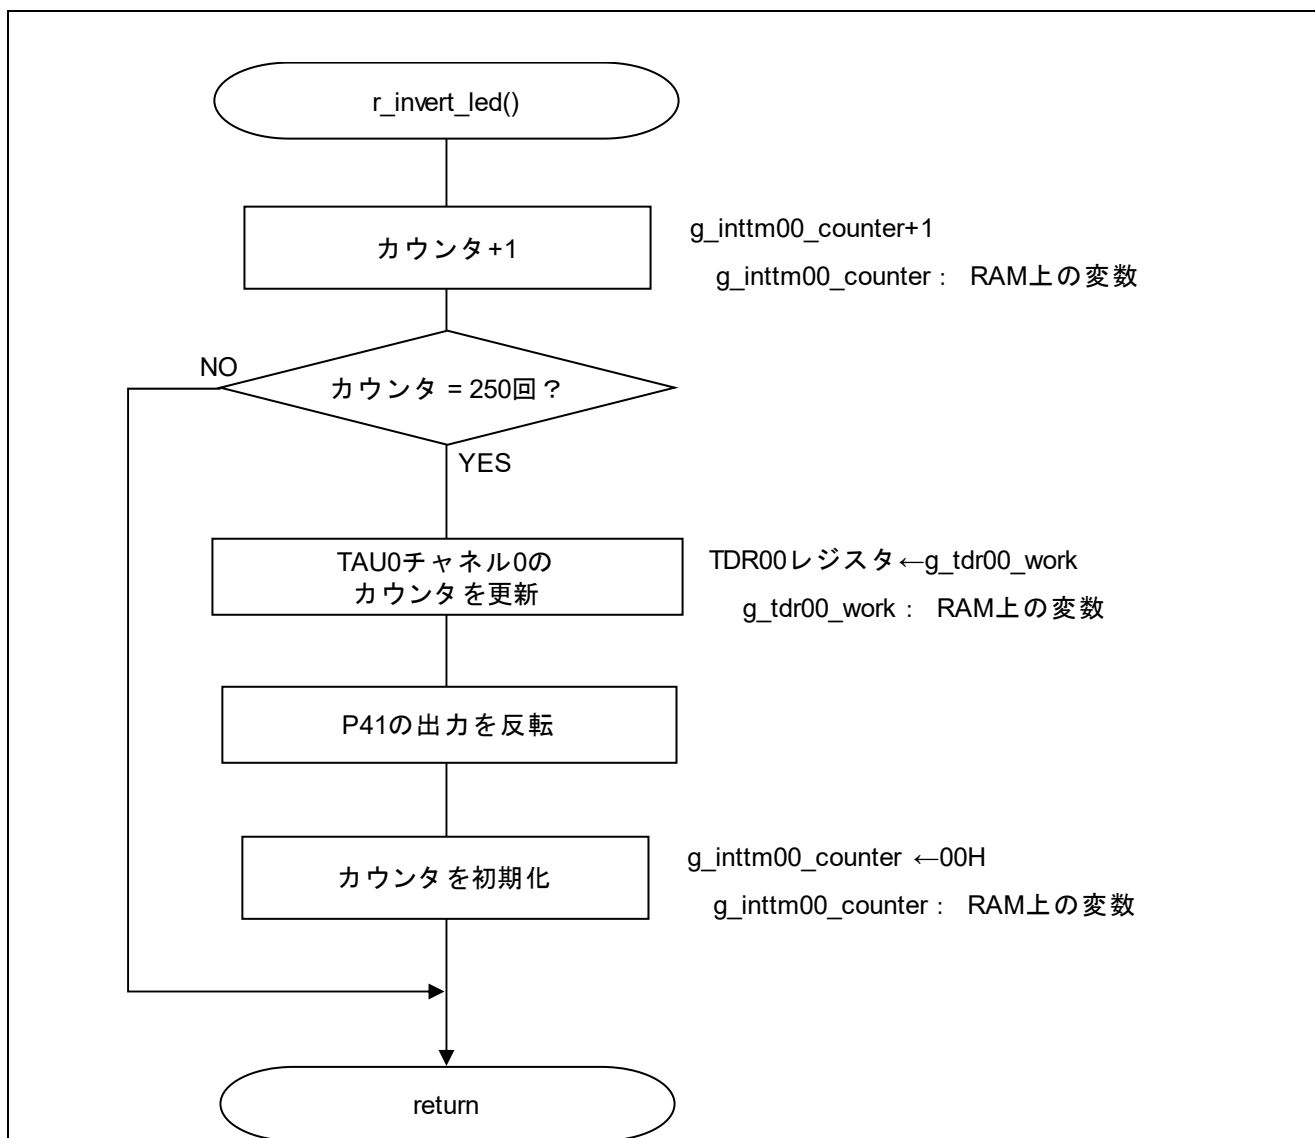 r_invert_led()
カウンタ+1
g_inttm00_counter+1
g_inttm00_counter： RAM上の変数
NO
カウンタ = 250回？
YES
TAU0チャネル0の
カウンタを更新
TDR00レジスタ←g_tdr00_work
g_tdr00_work： RAM上の変数
P41の出力を反転
カウンタを初期化
g_inttm00_counter ←00H
g_inttm00_counter： RAM上の変数
return